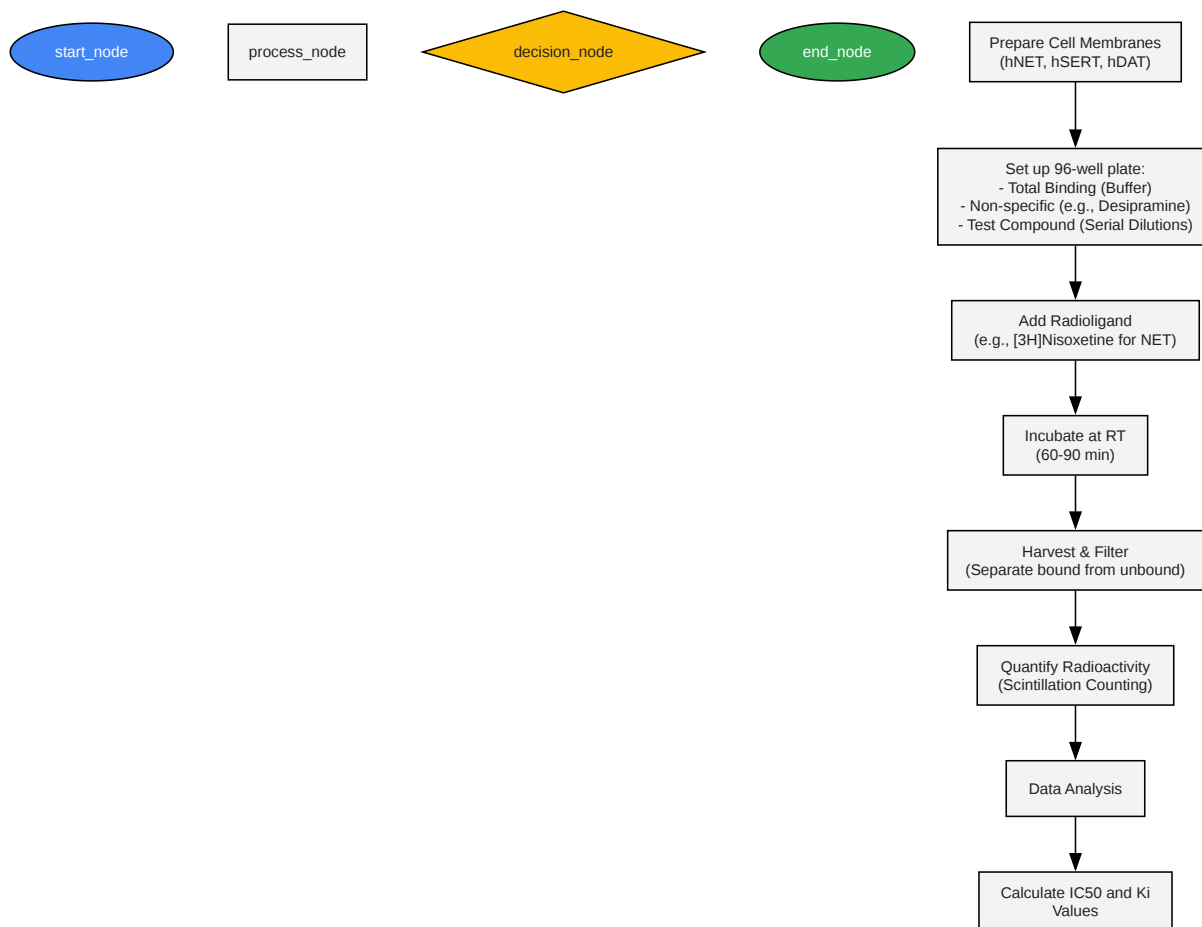 start_node
process_node
decision_node
end_node
Prepare Cell Membranes
(hNET, hSERT, hDAT)
Set up 96-well plate:
- Total Binding (Buffer)
- Non-specific (e.g., Desipramine)
- Test Compound (Serial Dilutions)
Add Radioligand
(e.g., [3H]Nisoxetine for NET)
Incubate at RT
(60-90 min)
Harvest & Filter
(Separate bound from unbound)
Quantify Radioactivity
(Scintillation Counting)
Data Analysis
Calculate IC50 and Ki
Values